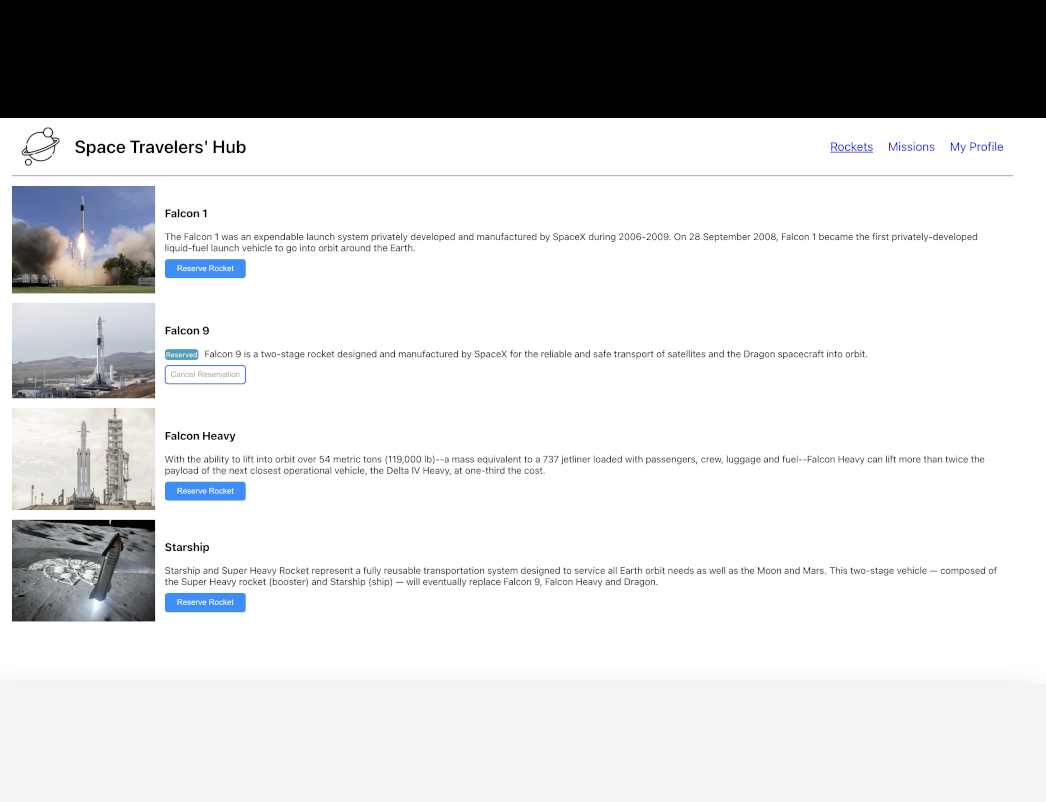 Space Travelers' Hub
Rockets Missions My Profile
Falcon 1
The Falcon 1 was an expendable launch system privately developed and manufactured by SpaceX during 2006-2009. On 28 September 2008, Falcon 1 became the first privately-developed
liquid-fuel launch vehicle to go into orbit around the Earth.
Reserve Rocket
Falcon 9
Reserved Falcon 9 is a two-stage rocket designed and manufactured by SpaceX for the reliable and safe transport of satellites and the Dragon spacecraft into orbit.
Cancel Reservation
Falcon Heavy
With the ability to lift into orbit over 54 metric tons (119,000 lb)--a mass equivalent to a 737 jetliner loaded with passengers, crew, luggage and fuel--Falcon Heavy can lift more than twice the
payload of the next closest operational vehicle, the Delta IV Heavy, at one-third the cost.
Reserve Rocket
Starship
Starship and Super Heavy Rocket represent a fully reusable transportation system designed to service all Earth orbit needs as well as the Moon and Mars. This two-stage vehicle — composed of
the Super Heavy rocket (booster) and Starship (ship) — will eventually replace Falcon 9, Falcon Heavy and Dragon.
Reserve Rocket